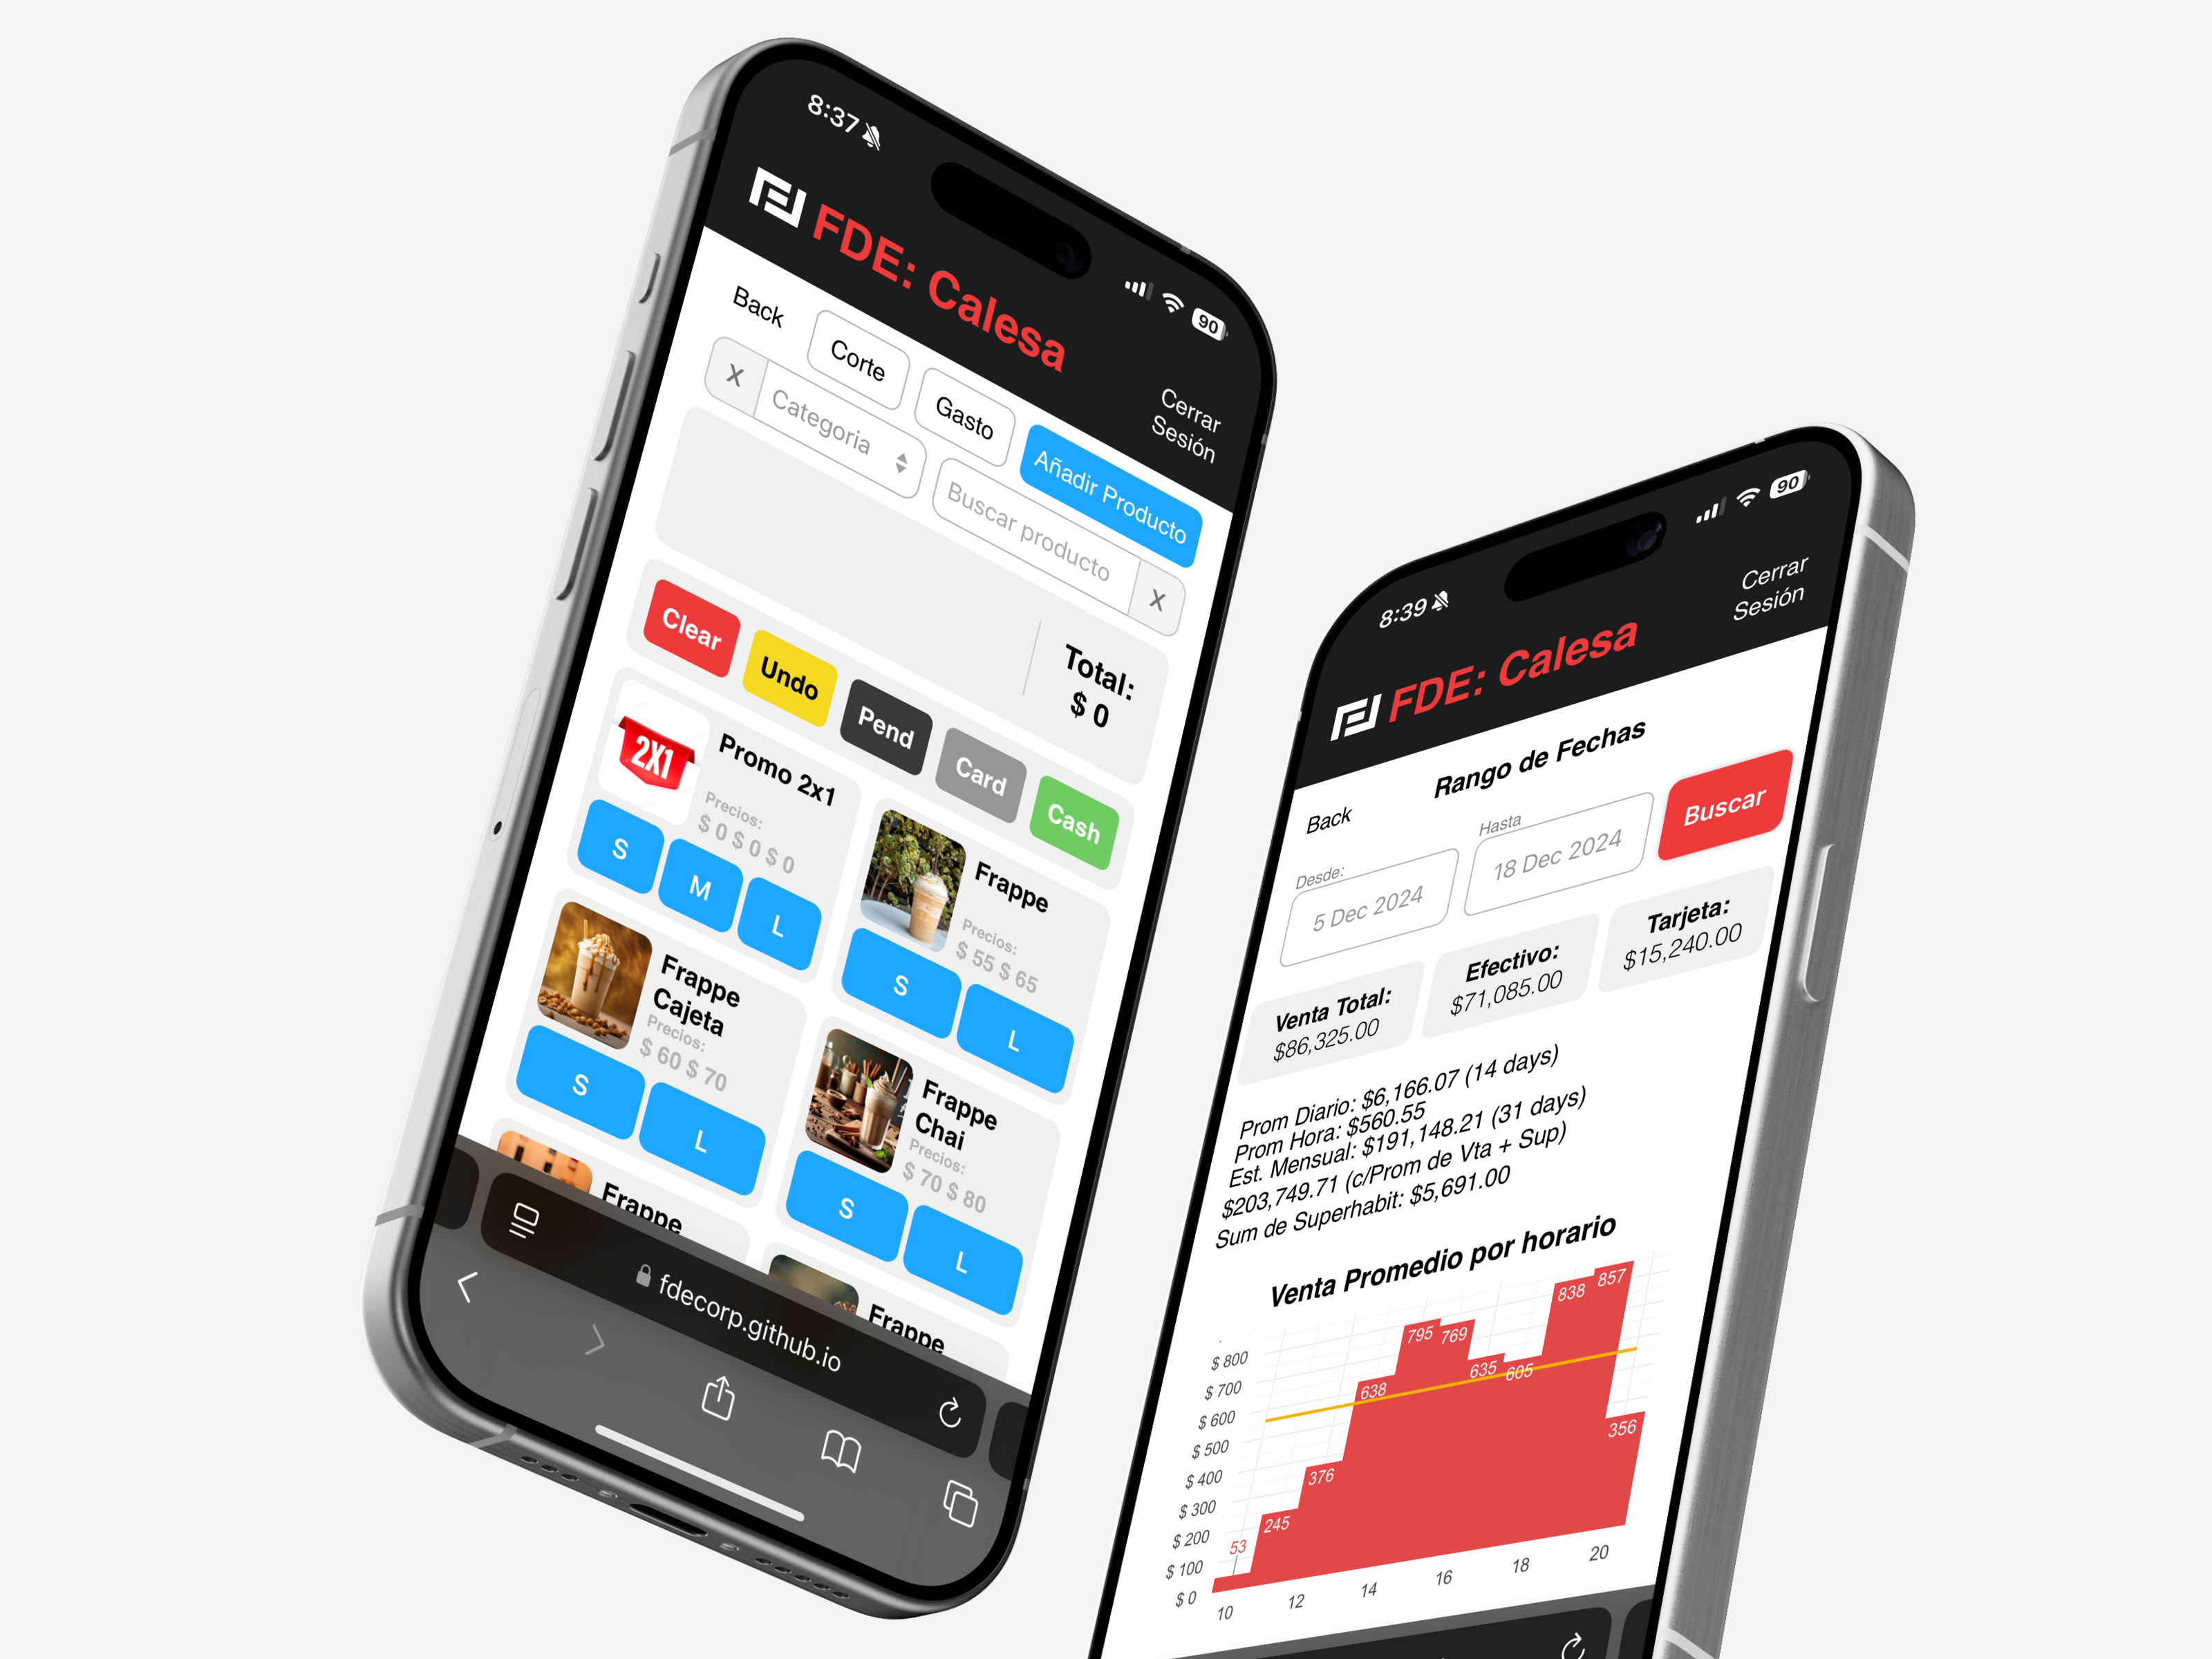 8:37
90
FDE: Calesa
Cerrar
Sesión
Back
Corte
Gasto
Añadir Producto
X
Categoria
Buscar producto
X
Total:
$ 0
Clear
Undo
Pend
Card
Cash
2X1
Promo 2x1
Precios:
$ 0 $ 0 $ 0
S
M
L
Frappe
Precios:
$ 55 $ 65
S
L
Frappe
Cajeta
Precios:
$ 60 $ 70
S
L
Frappe
Chai
Precios:
$ 70 $ 80
S
L
Frappe
Frappe
fdecorp.github.io
8:39
90
FDE: Calesa
Cerrar
Sesión
Back
Rango de Fechas
Desde:
5 Dec 2024
Hasta
18 Dec 2024
Buscar
Venta Total:
$86,325.00
Efectivo:
$71,085.00
Tarjeta:
$15,240.00
Prom Diario: $6,166.07 (14 days)
Prom Hora: $560.55
Est. Mensual: $191,148.21 (31 days)
$203,749.71 (c/Prom de Vta + Sup)
Sum de Superhabit: $5,691.00
Venta Promedio por horario
$ 800
$ 700
$ 600
$ 500
$ 400
$ 300
$ 200
$ 100
$ 0
53
245
376
638
795
769
635
605
838
857
356
10
12
14
16
18
20